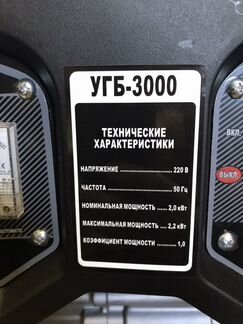 УГБ-3000
ТЕХНИЧЕСКИЕ
ХАРАКТЕРИСТИКИ
НАПРЯЖЕНИЕ 220 В
ЧАСТОТА 50 Гц
НОМИНАЛЬНАЯ МОЩНОСТЬ 2,0 кВт
МАКСИМАЛЬНАЯ МОЩНОСТЬ 2,2 кВт
КОЭФФИЦИЕНТ МОЩНОСТИ 1,0
ВКЛ.
ВЫКЛ